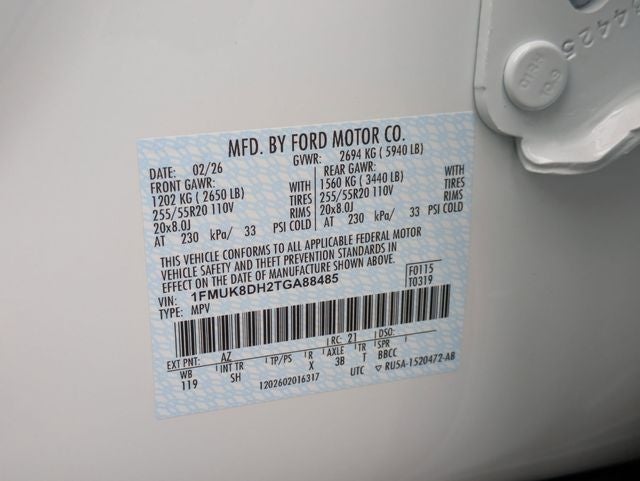 34425
01RH
10.9
MFD. BY FORD MOTOR CO.
DATE: 02/26 GVWR: 2694 KG ( 5940 LB)
FRONT GAWR: REAR GAWR:
1202 KG ( 2650 LB) WITH 1560 KG ( 3440 LB) WITH
255/55R20 110V TIRES 255/55R20 110V TIRES
20x8.0J RIMS 20x8.0J RIMS
AT 230 kPa/ 33 PSI COLD AT 230 kPa/ 33 PSI COLD
THIS VEHICLE CONFORMS TO ALL APPLICABLE FEDERAL MOTOR
VEHICLE SAFETY AND THEFT PREVENTION STANDARDS IN
EFFECT ON THE DATE OF MANUFACTURE SHOWN ABOVE.
VIN: 1FMUK8DH2TGA88485 F0115
TYPE: MPV T0319
EXT PNT: AZ RC: 21 DSO:
WB INT TR TP/PS R AXLE TR SPR
119 SH X 3B T BBCC
1202602016317 UTC ▽ RU5A-1520472-AB